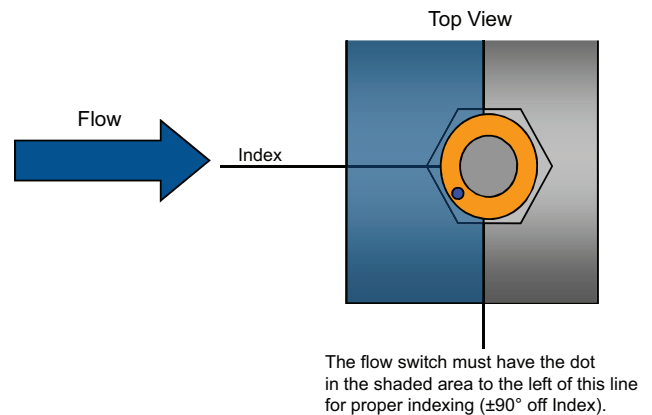 Top View
Flow
Index
The flow switch must have the dot
in the shaded area to the left of this line
for proper indexing (±90° off Index).